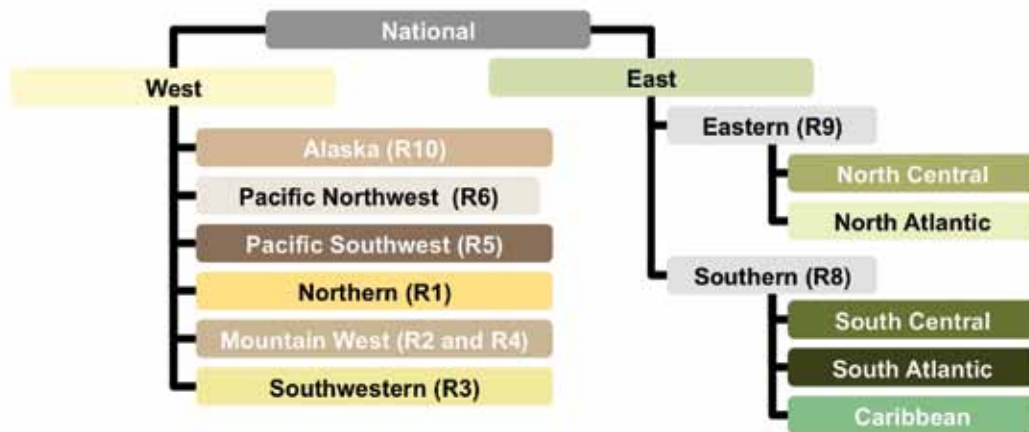 National
West
East
Alaska (R10)
Pacific Northwest (R6)
Pacific Southwest (R5)
Northern (R1)
Mountain West (R2 and R4)
Southwestern (R3)
Eastern (R9)
North Central
North Atlantic
Southern (R8)
South Central
South Atlantic
Caribbean